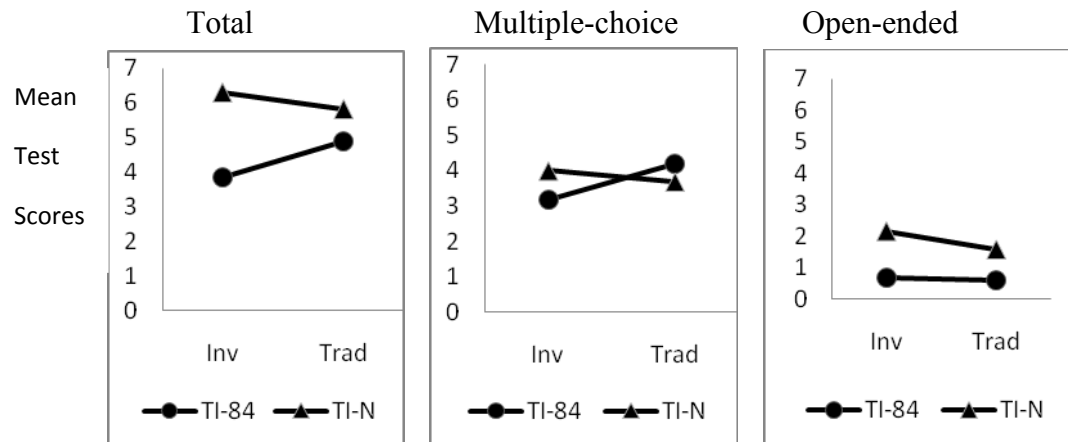 Total
Mean
Test
Scores
7
6
5
4
3
2
1
0
Inv Trad
TI-84 TI-N
Multiple-choice
7
6
5
4
3
2
1
0
Inv Trad
TI-84 TI-N
Open-ended
7
6
5
4
3
2
1
0
Inv Trad
TI-84 TI-N